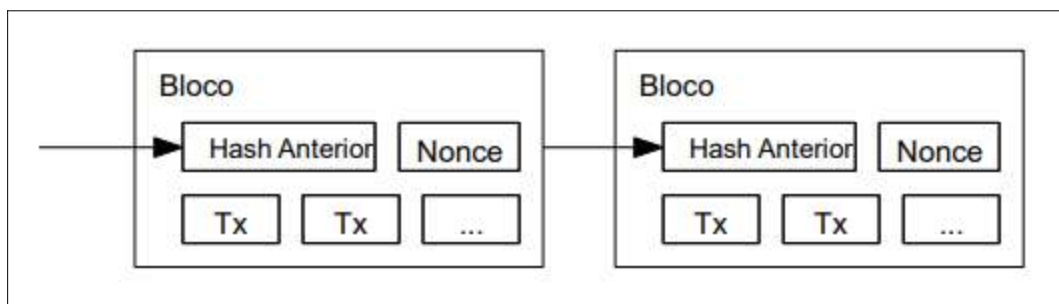 Bloco
Hash Anterior Nonce
Tx Tx ...
Bloco
Hash Anterior Nonce
Tx Tx ...